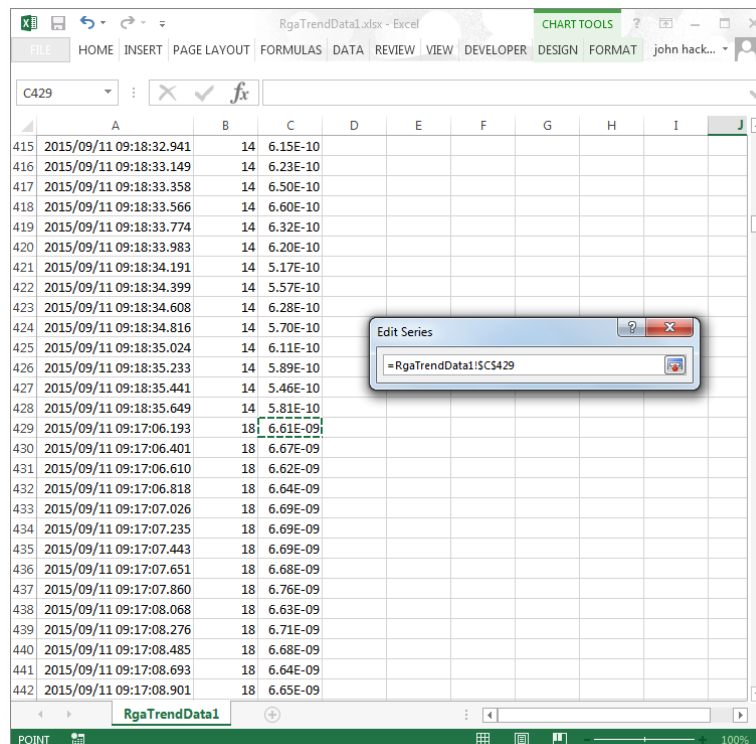 RgaTrendData1.xlsx - Excel
CHART TOOLS ?
FILE HOME INSERT PAGE LAYOUT FORMULAS DATA REVIEW VIEW DEVELOPER DESIGN FORMAT john hack...
C429 fx
A B C D E F G H I J
415 2015/09/11 09:18:32.941 14 6.15E-10
416 2015/09/11 09:18:33.149 14 6.23E-10
417 2015/09/11 09:18:33.358 14 6.50E-10
418 2015/09/11 09:18:33.566 14 6.60E-10
419 2015/09/11 09:18:33.774 14 6.32E-10
420 2015/09/11 09:18:33.983 14 6.20E-10
421 2015/09/11 09:18:34.191 14 5.17E-10
422 2015/09/11 09:18:34.399 14 5.57E-10
423 2015/09/11 09:18:34.608 14 6.28E-10
424 2015/09/11 09:18:34.816 14 5.70E-10
425 2015/09/11 09:18:35.024 14 6.11E-10
426 2015/09/11 09:18:35.233 14 5.89E-10
427 2015/09/11 09:18:35.441 14 5.46E-10
428 2015/09/11 09:18:35.649 14 5.81E-10
429 2015/09/11 09:17:06.193 18 6.61E-09
430 2015/09/11 09:17:06.401 18 6.67E-09
431 2015/09/11 09:17:06.610 18 6.62E-09
432 2015/09/11 09:17:06.818 18 6.64E-09
433 2015/09/11 09:17:07.026 18 6.69E-09
434 2015/09/11 09:17:07.235 18 6.69E-09
435 2015/09/11 09:17:07.443 18 6.69E-09
436 2015/09/11 09:17:07.651 18 6.68E-09
437 2015/09/11 09:17:07.860 18 6.76E-09
438 2015/09/11 09:17:08.068 18 6.63E-09
439 2015/09/11 09:17:08.276 18 6.71E-09
440 2015/09/11 09:17:08.485 18 6.68E-09
441 2015/09/11 09:17:08.693 18 6.64E-09
442 2015/09/11 09:17:08.901 18 6.65E-09
Edit Series ?
=RgaTrendData1!$C$429
RgaTrendData1
POINT 100%